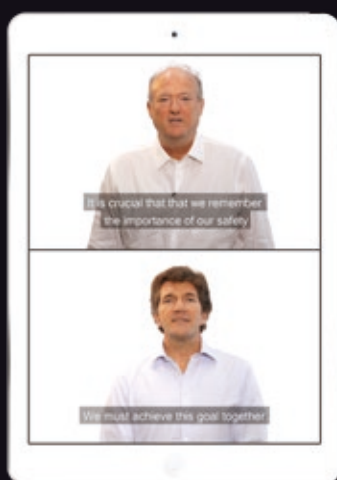 It is crucial that that we remember
the importance of our safety
We must achieve this goal together